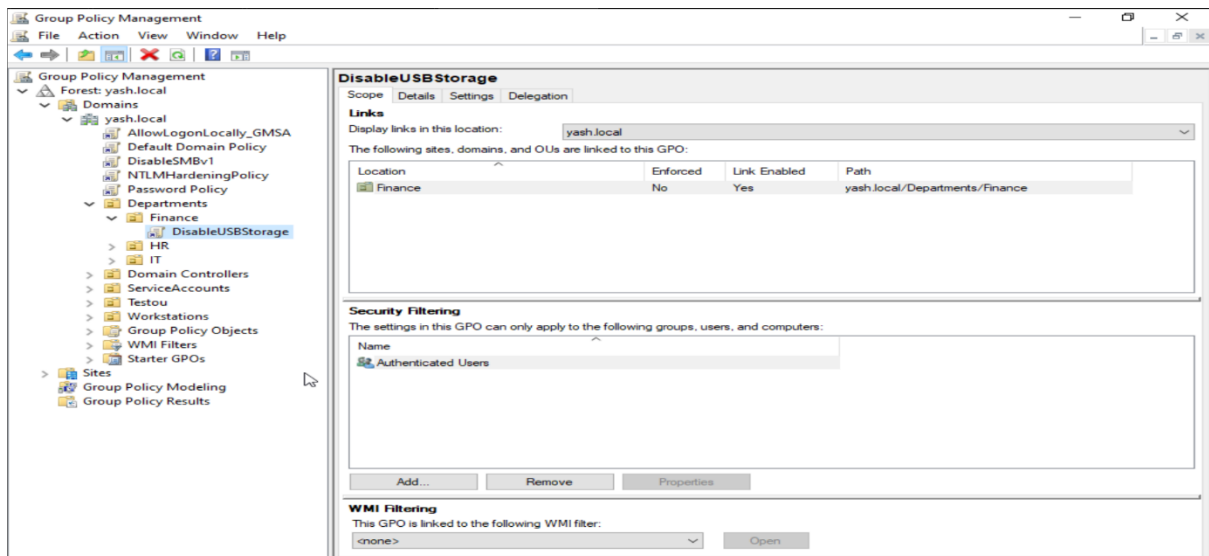 Group Policy Management
File Action View Window Help
Group Policy Management
Forest: yash.local
Domains
yash.local
AllowLogonLocally_GMSA
Default Domain Policy
DisableSMBv1
NTLMHardeningPolicy
Password Policy
Departments
Finance
DisableUSBStorage
HR
IT
Domain Controllers
ServiceAccounts
Testou
Workstations
Group Policy Objects
WMI Filters
Starter GPOs
Sites
Group Policy Modeling
Group Policy Results
DisableUSBStorage
Scope Details Settings Delegation
Links
Display links in this location: yash.local
The following sites, domains, and OUs are linked to this GPO:
Location Enforced Link Enabled Path
Finance No Yes yash.local/Departments/Finance
Security Filtering
The settings in this GPO can only apply to the following groups, users, and computers:
Name
Authenticated Users
Add... Remove Properties
WMI Filtering
This GPO is linked to the following WMI filter:
<none> Open